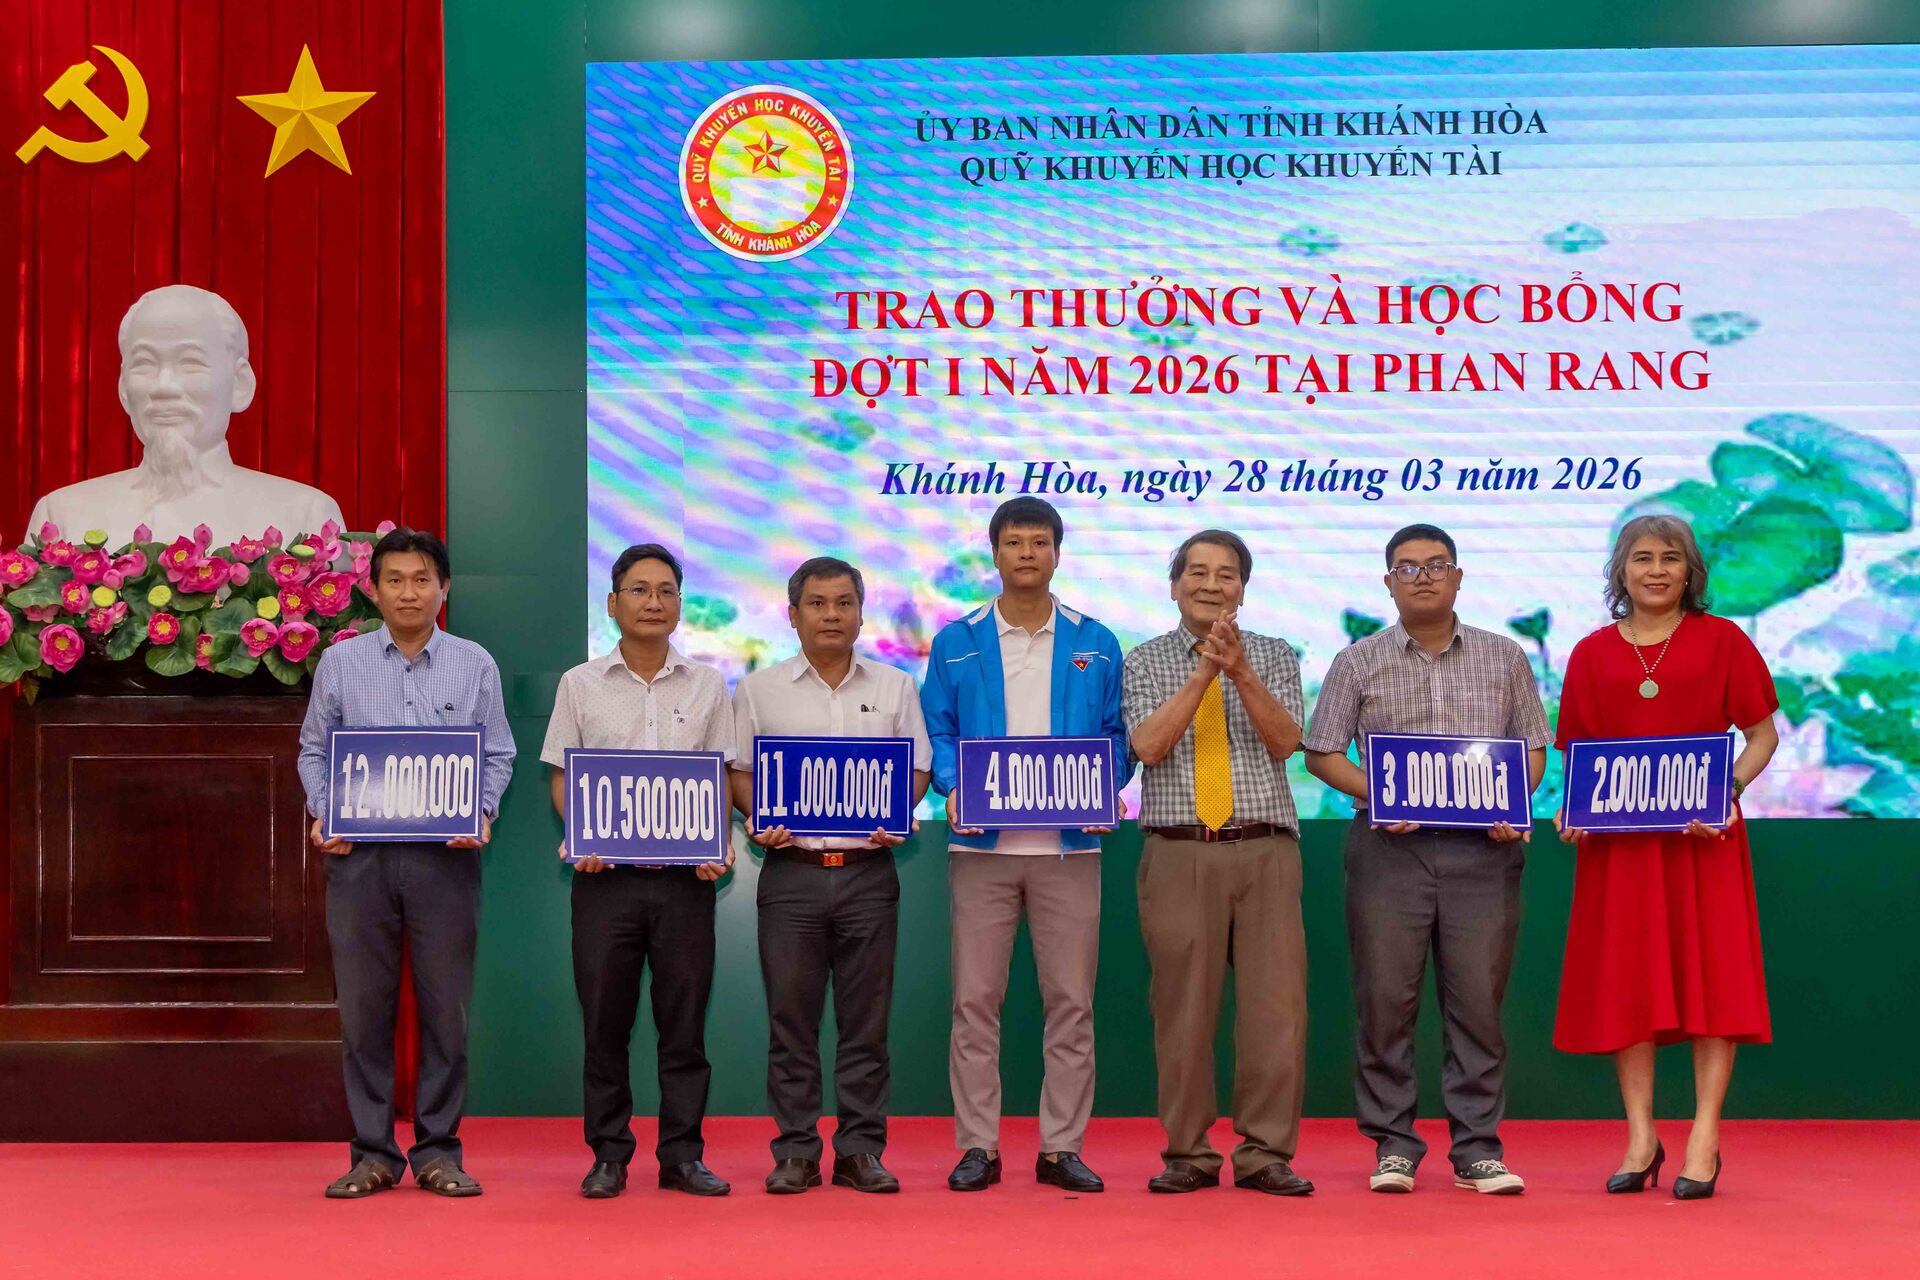 QUỸ KHUYẾN HỌC KHUYẾN TÀI
TỈNH KHÁNH HÒA
ỦY BAN NHÂN DÂN TỈNH KHÁNH HÒA
QUỸ KHUYẾN HỌC KHUYẾN TÀI
TRAO THƯỞNG VÀ HỌC BỔNG
ĐỢT I NĂM 2026 TẠI PHAN RANG
Khánh Hòa, ngày 28 tháng 03 năm 2026
12.000.000
10.500.000
11.000.000đ
4.000.000đ
3.000.000đ
2.000.000đ